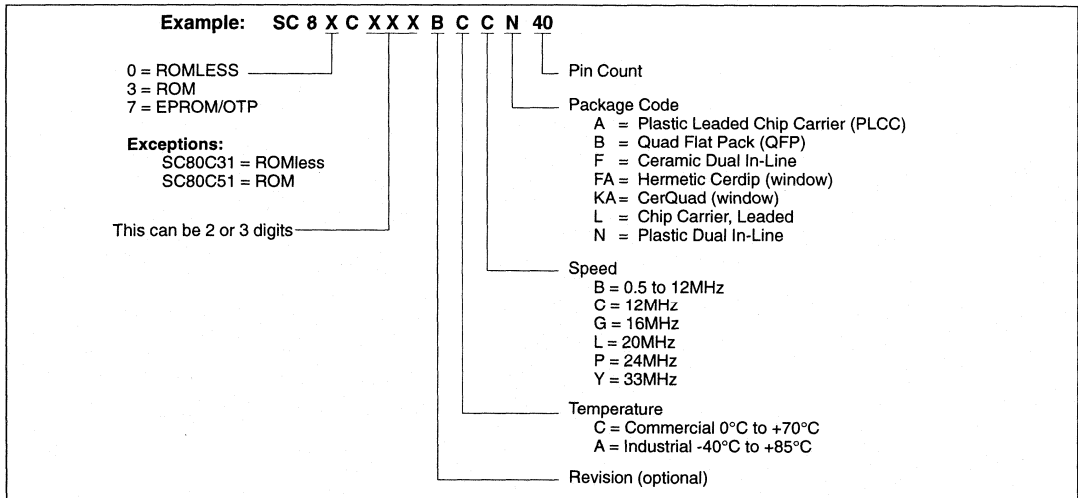 Example: SC 8 X C X X X B C C N 40
0 = ROMLESS
3 = ROM
7 = EPROM/OTP
Exceptions:
SC80C31 = ROMless
SC80C51 = ROM
This can be 2 or 3 digits
Pin Count
Package Code
A = Plastic Leaded Chip Carrier (PLCC)
B = Quad Flat Pack (QFP)
F = Ceramic Dual In-Line
FA = Hermetic Cerdip (window)
KA = CerQuad (window)
L = Chip Carrier, Leaded
N = Plastic Dual In-Line
Speed
B = 0.5 to 12MHz
C = 12MHz
G = 16MHz
L = 20MHz
P = 24MHz
Y = 33MHz
Temperature
C = Commercial 0°C to +70°C
A = Industrial -40°C to +85°C
Revision (optional)